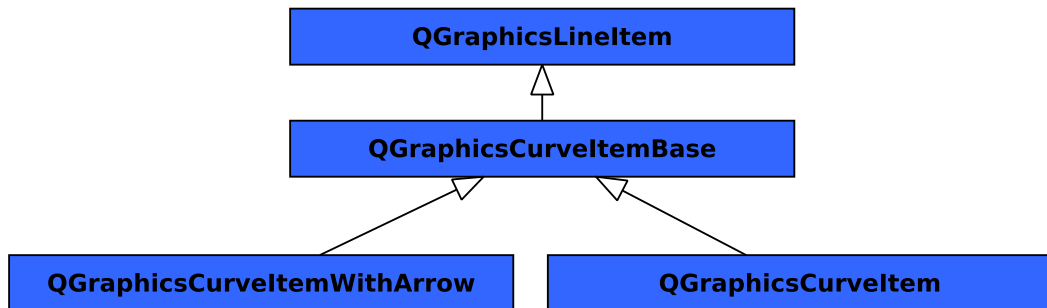 QGraphicsLineItem
QGraphicsCurveItemBase
QGraphicsCurveItemWithArrow
QGraphicsCurveItem